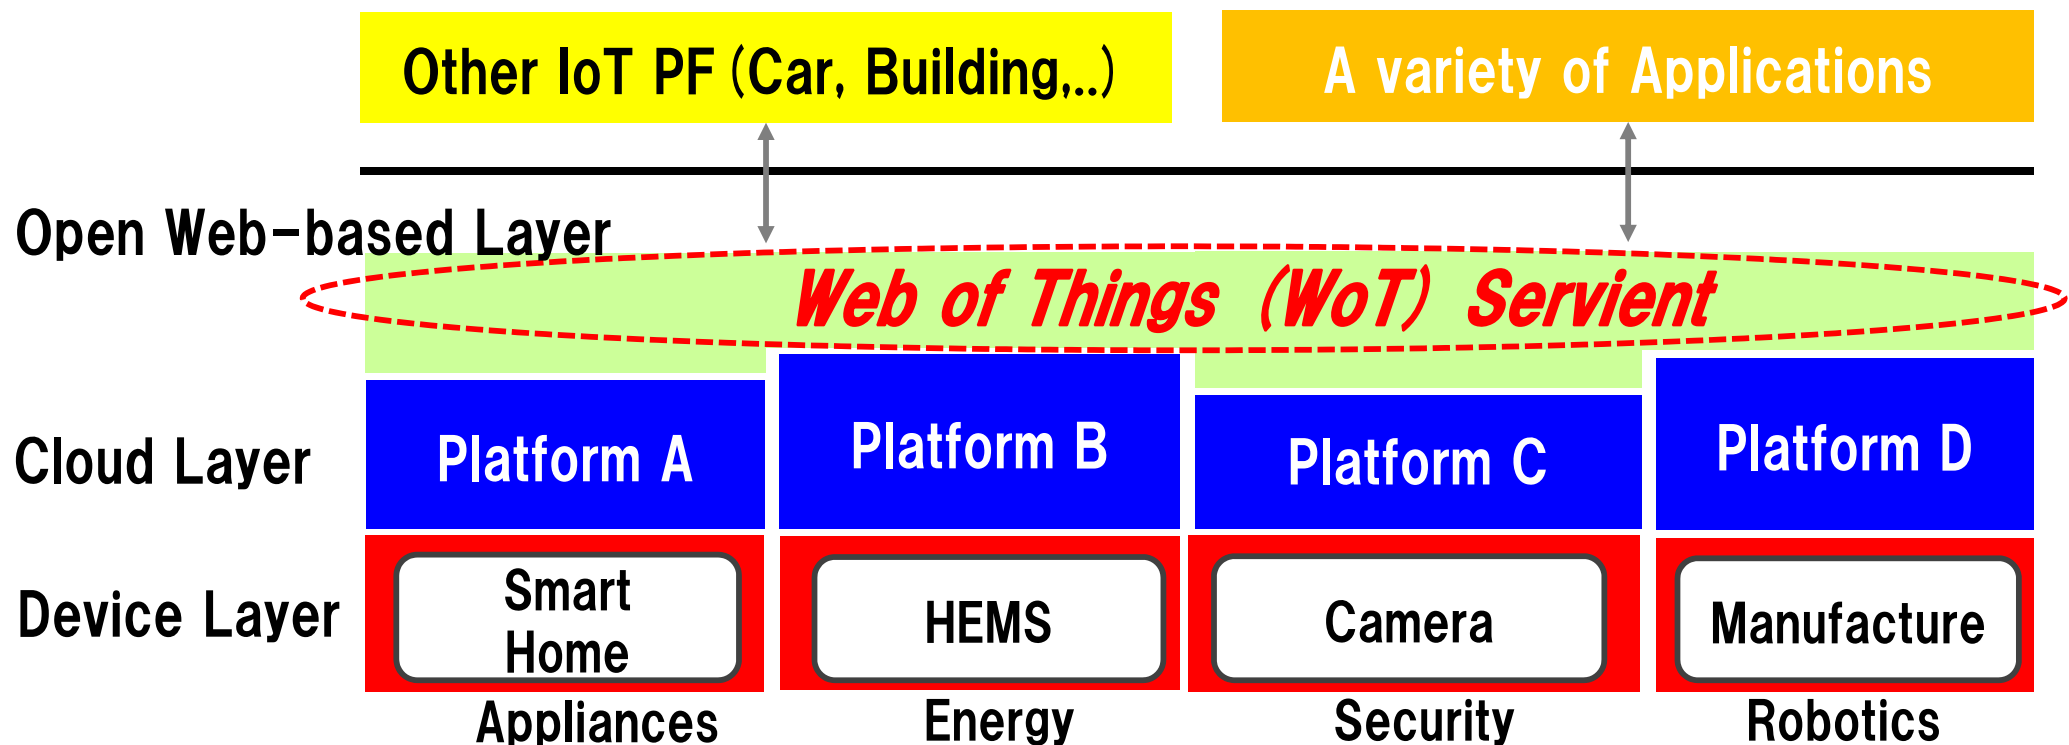 Other IoT PF (Car, Building,..)
A variety of Applications
Open Web-based Layer
Web of Things (WoT) Servient
Cloud Layer
Platform A
Platform B
Platform C
Platform D
Device Layer
Smart
Home
HEMS
Camera
Manufacture
Appliances
Energy
Security
Robotics